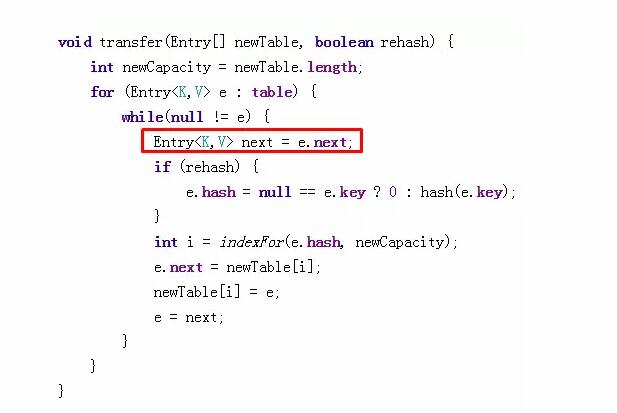 void transfer(Entry[] newTable, boolean rehash) {
    int newCapacity = newTable.length;
    for (Entry<K,V> e : table) {
        while(null != e) {
            Entry<K,V> next = e.next;
            if (rehash) {
                e.hash = null == e.key ? 0 : hash(e.key);
            }
            int i = indexFor(e.hash, newCapacity);
            e.next = newTable[i];
            newTable[i] = e;
            e = next;
        }
    }
}